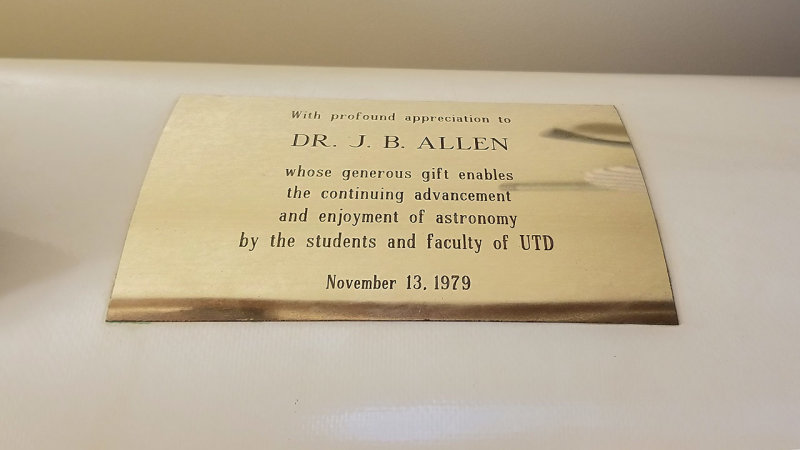 With profound appreciation to
DR. J. B. ALLEN
whose generous gift enables
the continuing advancement
and enjoyment of astronomy
by the students and faculty of UTD
November 13, 1979